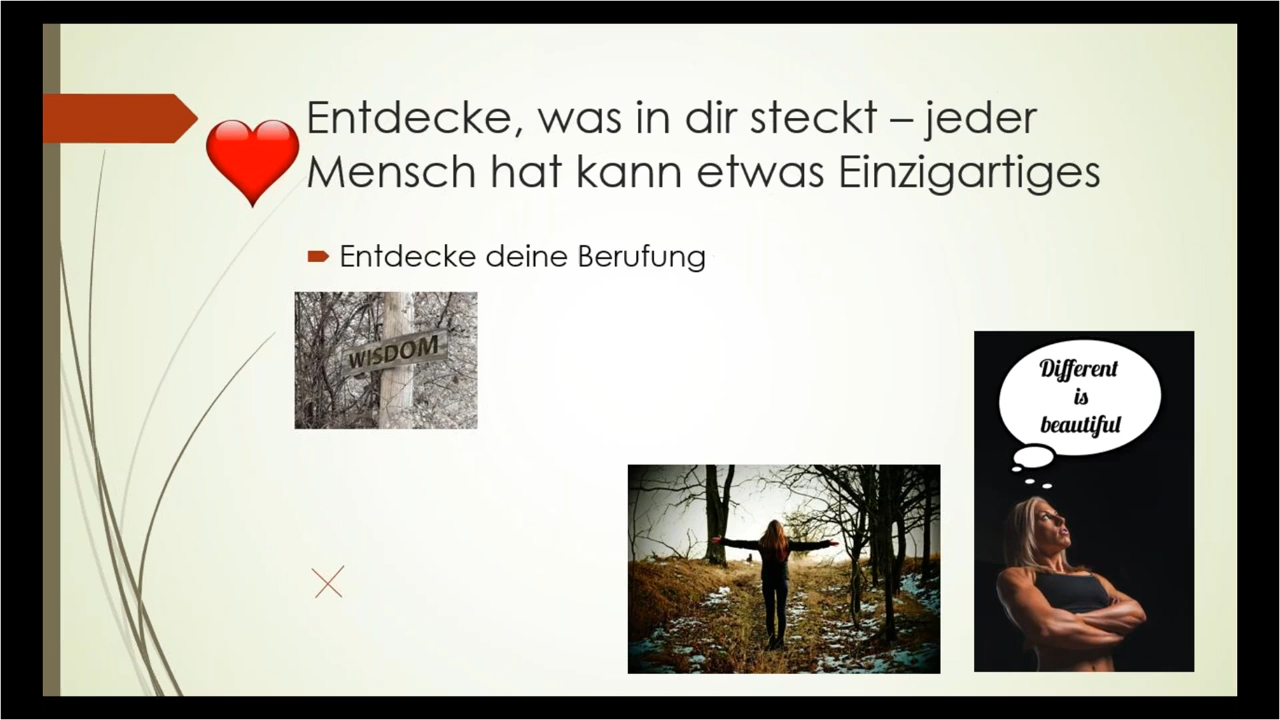 Entdecke, was in dir steckt – jeder
Mensch hat kann etwas Einzigartiges
Entdecke deine Berufung
WISDOM
Different
is
beautiful